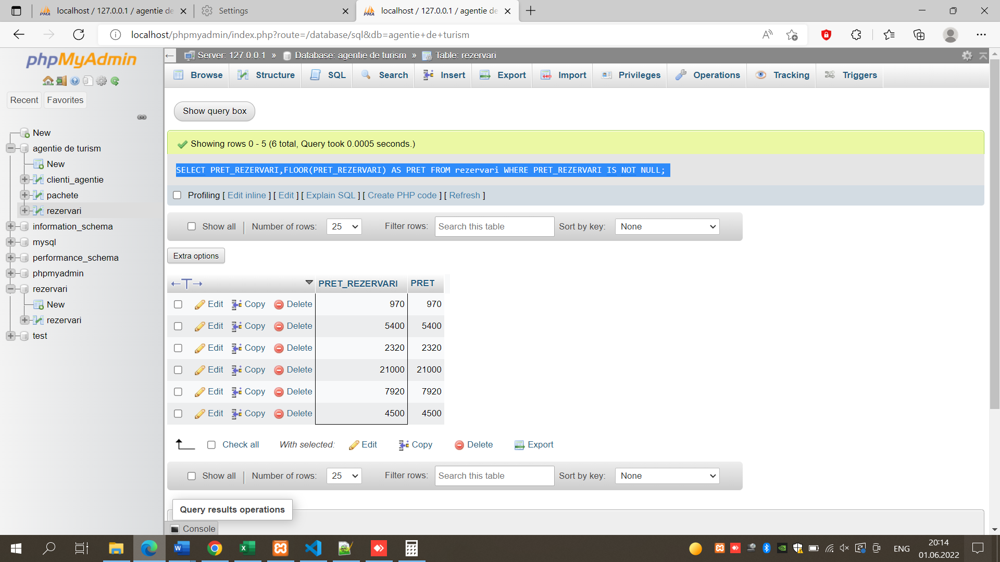 localhost / 127.0.0.1 / agentie de
Settings
localhost / 127.0.0.1 / agentie de
localhost/phpmyadmin/index.php?route=/database/sql&db=agentie+de+turism
phpMyAdmin
Recent
Favorites
New
agentie de turism
New
clienti_agentie
pachete
rezervari
information_schema
mysql
performance_schema
phpmyadmin
rezervari
New
rezervari
test
Server: 127.0.0.1 » Database: agentie de turism » Table: rezervari
Browse Structure SQL Search Insert Export Import Privileges Operations Tracking Triggers
Show query box
Showing rows 0 - 5 (6 total, Query took 0.0005 seconds.)
SELECT PRET_REZERVARI,FLOOR(PRET_REZERVARI) AS PRET FROM rezervari WHERE PRET_REZERVARI IS NOT NULL;
Profiling [ Edit inline ] [ Edit ] [ Explain SQL ] [ Create PHP code ] [ Refresh ]
Show all | Number of rows: 25 Filter rows: Search this table Sort by key: None
Extra options
←T→ PRET_REZERVARI PRET
Edit Copy Delete 970 970
Edit Copy Delete 5400 5400
Edit Copy Delete 2320 2320
Edit Copy Delete 21000 21000
Edit Copy Delete 7920 7920
Edit Copy Delete 4500 4500
Check all With selected: Edit Copy Delete Export
Show all | Number of rows: 25 Filter rows: Search this table Sort by key: None
Query results operations
Console
ENG
20:14
01.06.2022